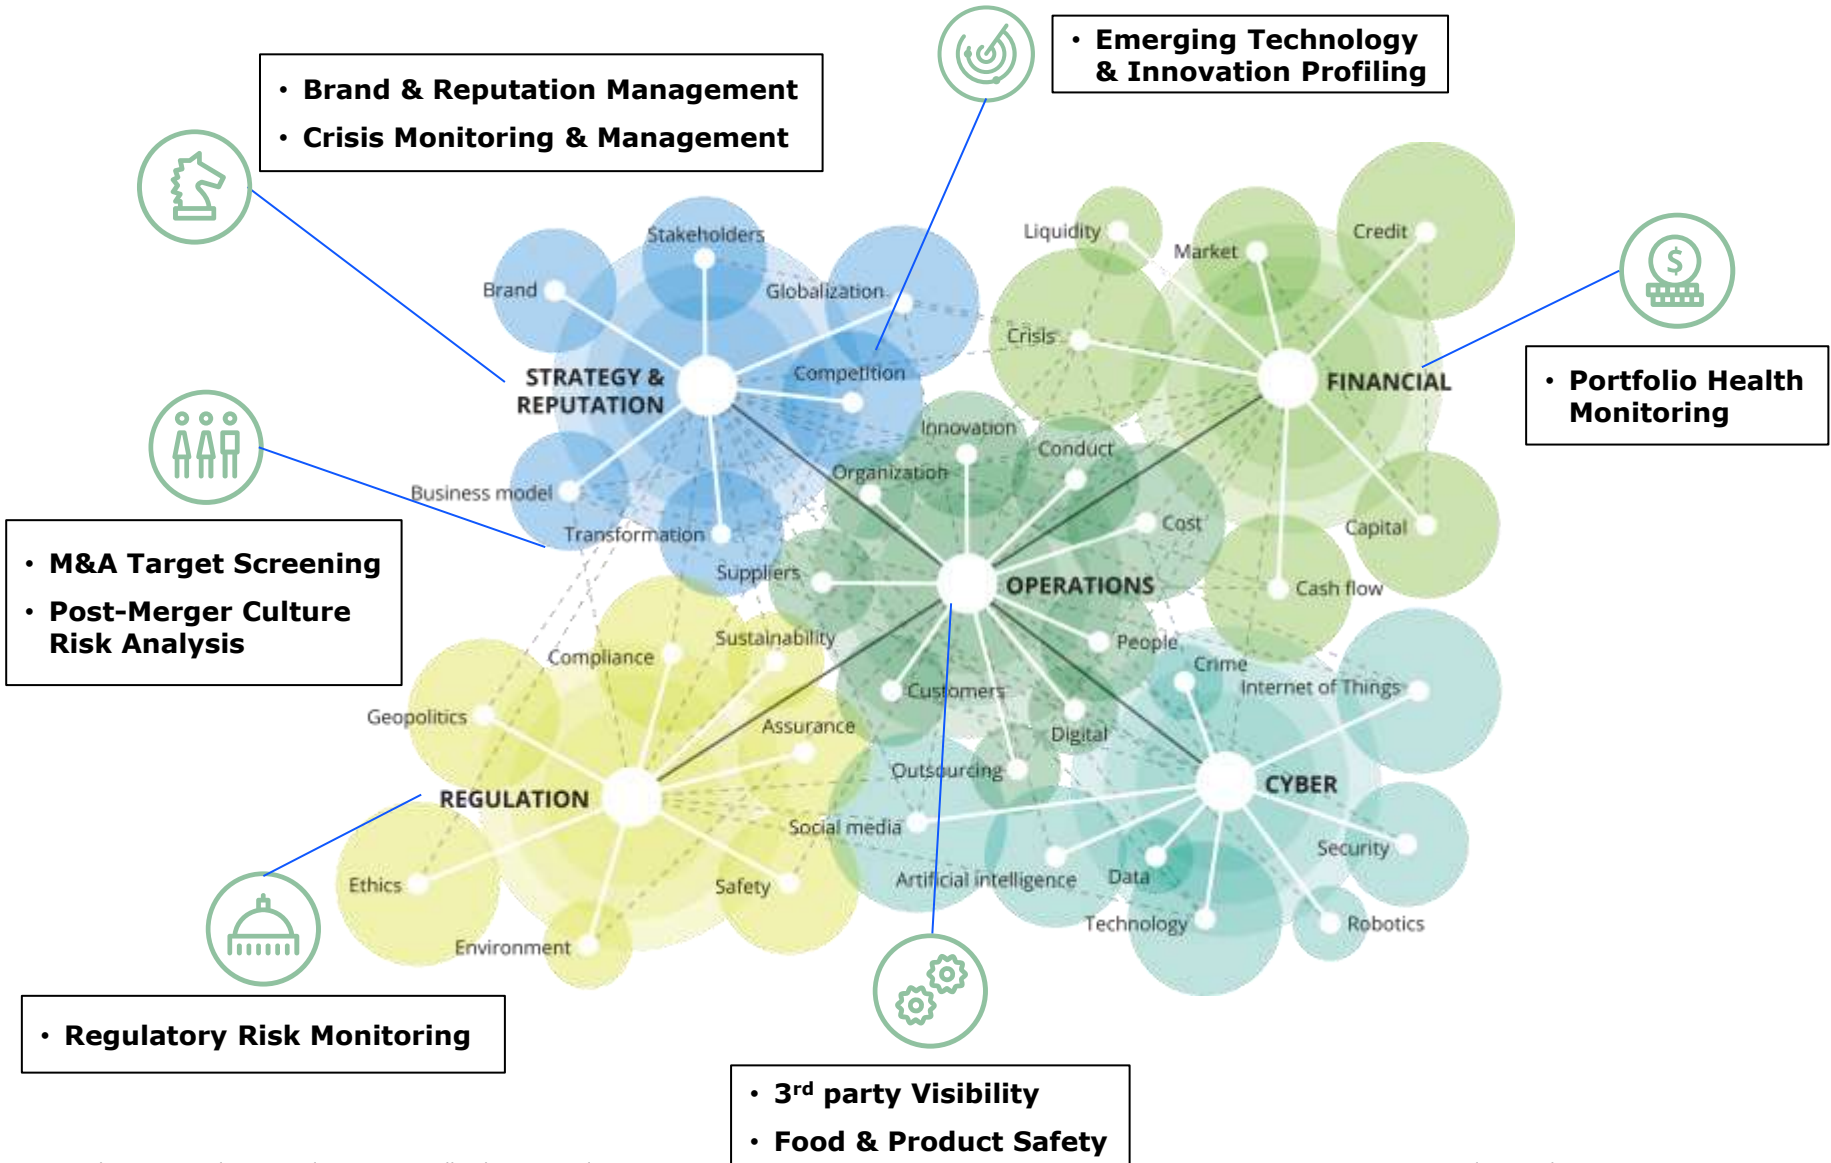 • Emerging Technology
& Innovation Profiling
• Brand & Reputation Management
• Crisis Monitoring & Management
Stakeholders
Brand
Globalization
Competition
STRATEGY &
REPUTATION
Business model
Transformation
Liquidity
Market
Credit
Crisis
FINANCIAL
Capital
Cash flow
• Portfolio Health
Monitoring
• M&A Target Screening
• Post-Merger Culture
Risk Analysis
Innovation
Conduct
Organization
Cost
Suppliers
OPERATIONS
People
Customers
Digital
Outsourcing
Sustainability
Compliance
Geopolitics
Assurance
REGULATION
Ethics
Safety
Environment
Crime
Internet of Things
CYBER
Social media
Security
Artificial intelligence
Data
Technology
Robotics
• Regulatory Risk Monitoring
• 3rd party Visibility
• Food & Product Safety